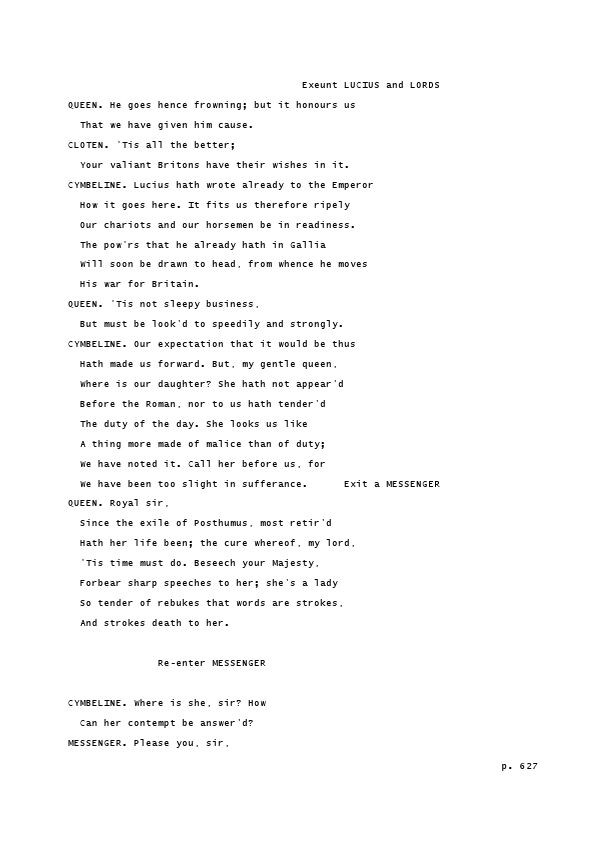 Exeunt LUCIUS and LORDS
QUEEN. He goes hence frowning; but it honours us
That we have given him cause.
CLOTEN. 'Tis all the better;
Your valiant Britons have their wishes in it.
CYMBELINE. Lucius hath wrote already to the Emperor
How it goes here. It fits us therefore ripely
Our chariots and our horsemen be in readiness.
The pow'rs that he already hath in Gallia
Will soon be drawn to head, from whence he moves
His war for Britain.
QUEEN. 'Tis not sleepy business,
But must be look'd to speedily and strongly.
CYMBELINE. Our expectation that it would be thus
Hath made us forward. But, my gentle queen,
Where is our daughter? She hath not appear'd
Before the Roman, nor to us hath tender'd
The duty of the day. She looks us like
A thing more made of malice than of duty;
We have noted it. Call her before us, for
We have been too slight in sufferance. Exit a MESSENGER
QUEEN. Royal sir,
Since the exile of Posthumus, most retir'd
Hath her life been; the cure whereof, my lord,
'Tis time must do. Beseech your Majesty,
Forbear sharp speeches to her; she's a lady
So tender of rebukes that words are strokes,
And strokes death to her.
Re-enter MESSENGER
CYMBELINE. Where is she, sir? How
Can her contempt be answer'd?
MESSENGER. Please you, sir,
p. 627